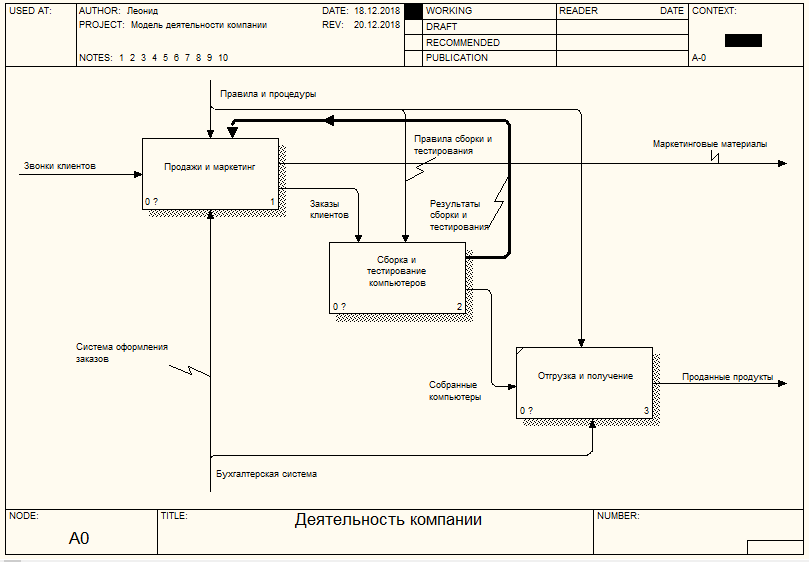 USED AT:
AUTHOR: Леонид
DATE: 18.12.2018
PROJECT: Модель деятельности компании
REV: 20.12.2018
NOTES: 1 2 3 4 5 6 7 8 9 10
WORKING
DRAFT
RECOMMENDED
PUBLICATION
READER
DATE
CONTEXT:
A-0
Правила и процедуры
Звонки клиентов
Продажи и маркетинг
0 ?
1
Правила сборки и
тестирования
Маркетинговые материалы
Заказы
клиентов
Результаты
сборки и
тестирования
Сборка и
тестирование
компьютеров
0 ?
2
Система оформления
заказов
Собранные
компьютеры
Отгрузка и получение
0 ?
3
Проданные продукты
Бухгалтерская система
NODE:
A0
TITLE:
Деятельность компании
NUMBER: